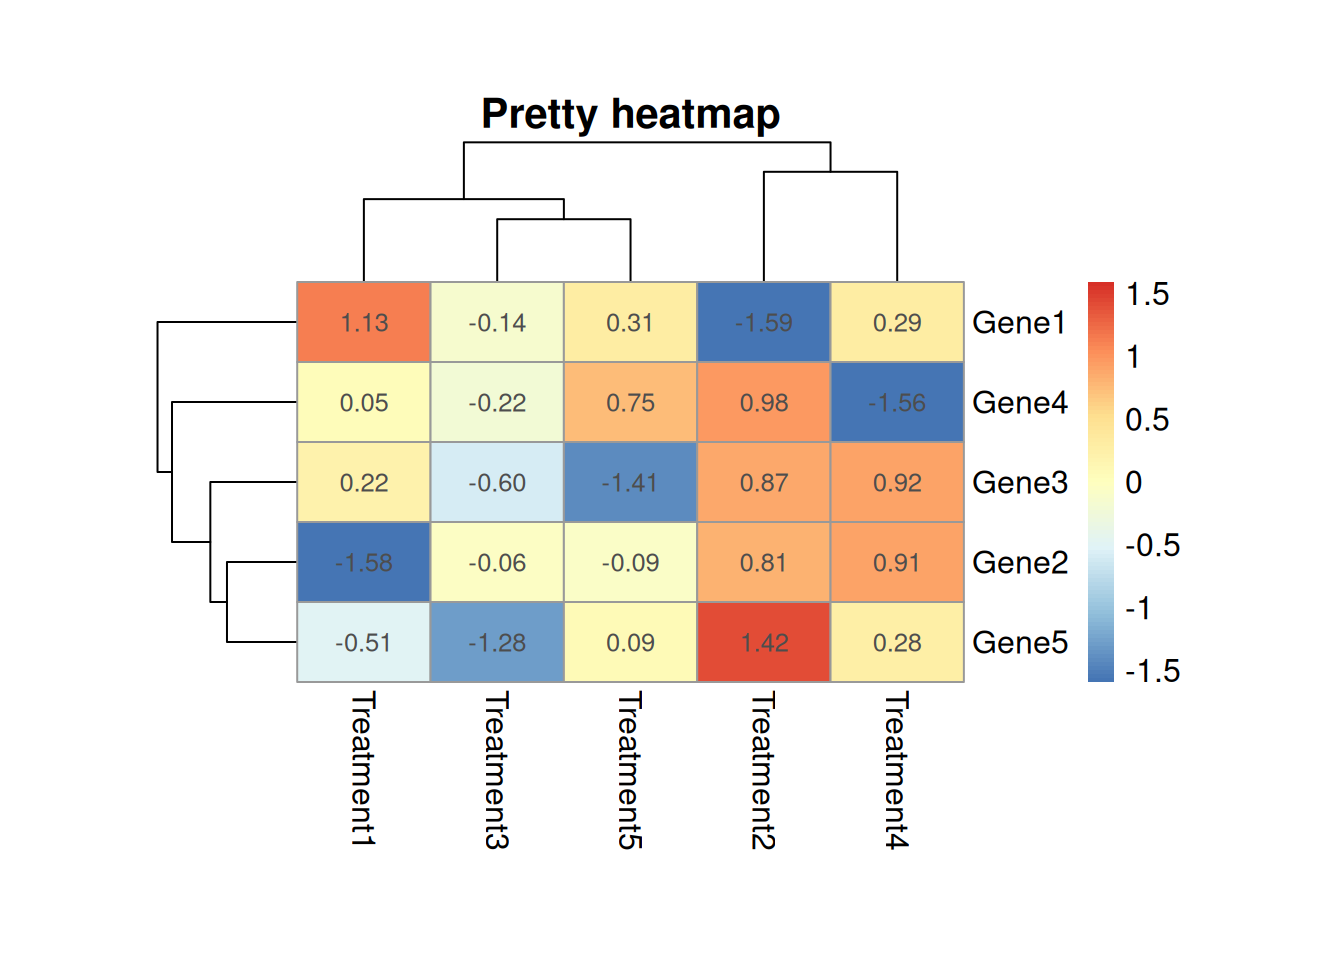 Pretty heatmap
1.13 -0.14 0.31 -1.59 0.29 Gene1
0.05 -0.22 0.75 0.98 -1.56 Gene4
0.22 -0.60 -1.41 0.87 0.92 Gene3
-1.58 -0.06 -0.09 0.81 0.91 Gene2
-0.51 -1.28 0.09 1.42 0.28 Gene5
Treatment1
Treatment3
Treatment5
Treatment2
Treatment4
1.5
1
0.5
0
-0.5
-1
-1.5